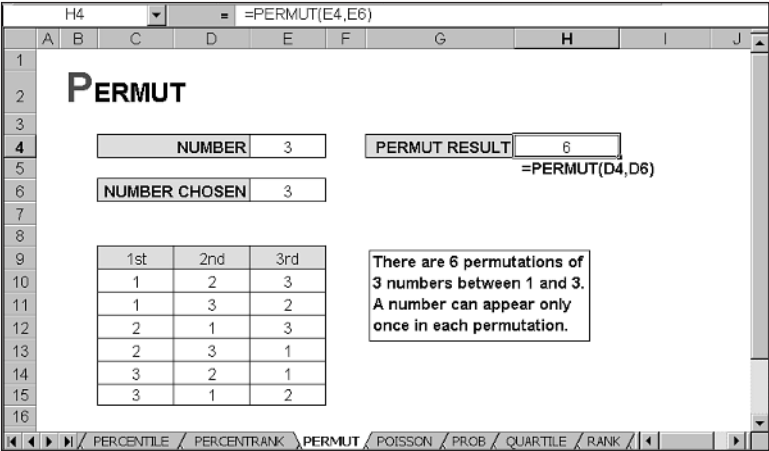 H4 = =PERMUT(E4,E6)
A B C D E F G H I J
1
2 PERMUT
3
4 NUMBER 3 PERMUT RESULT 6
5 =PERMUT(D4,D6)
6 NUMBER CHOSEN 3
7
8
9 1st 2nd 3rd There are 6 permutations of
10 1 2 3 3 numbers between 1 and 3.
11 1 3 2 A number can appear only
12 2 1 3 once in each permutation.
13 2 3 1
14 3 2 1
15 3 1 2
16
PERCENTILE PERCENTRANK PERMUT POISSON PROB QUARTILE RANK